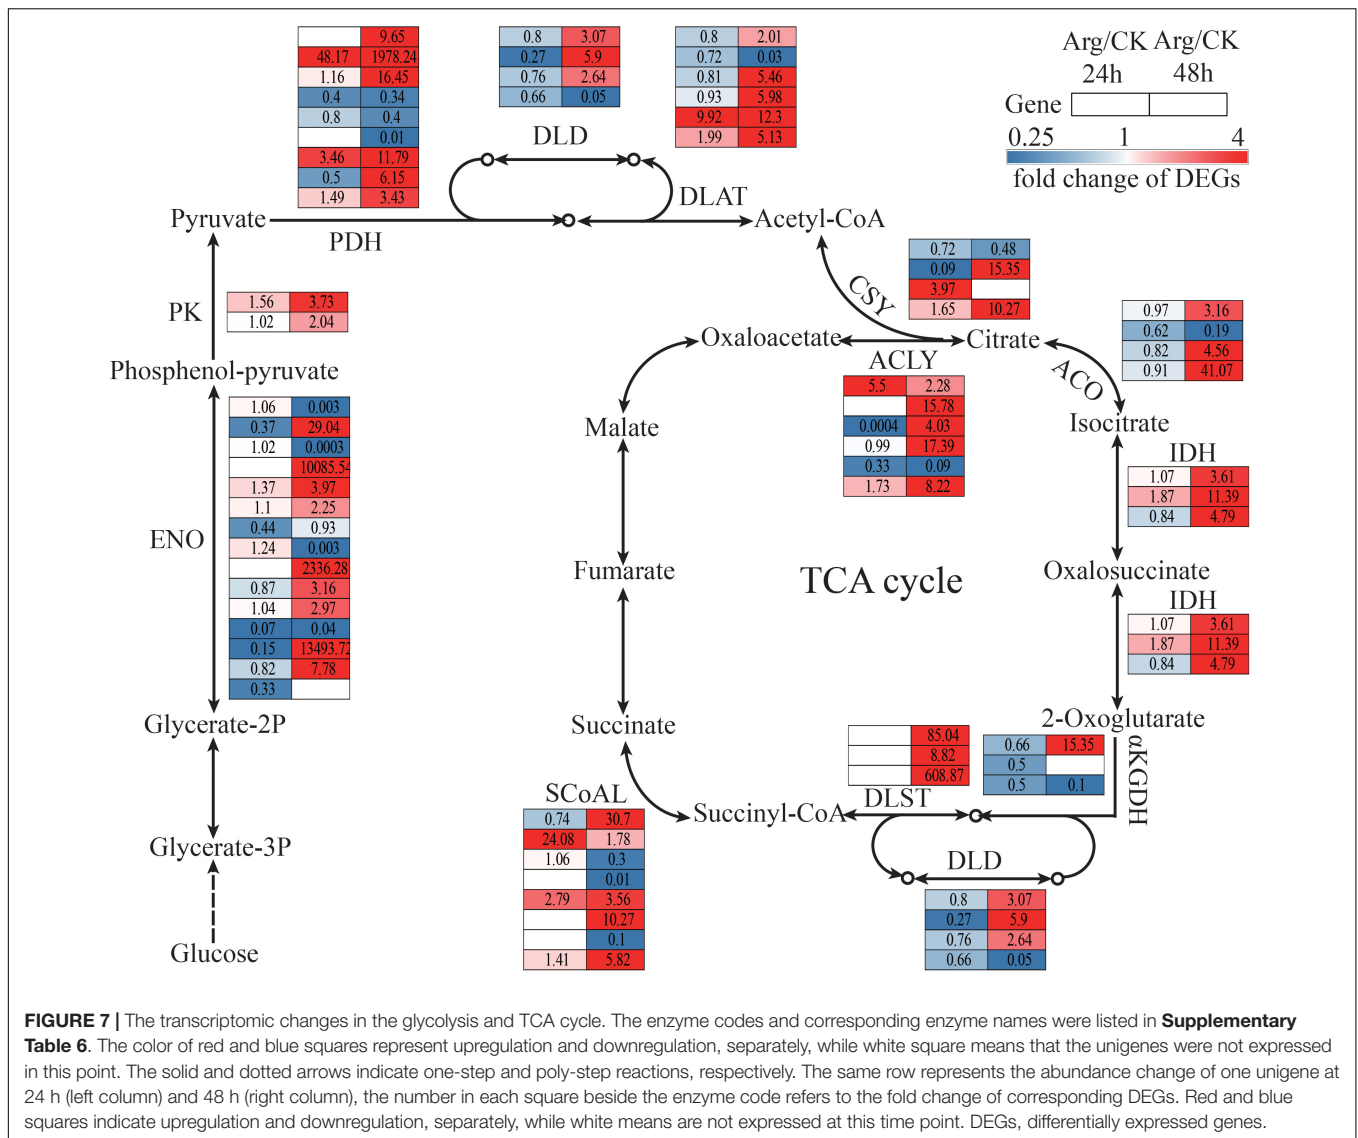 9.65
48.17 1978.24
1.16 16.45
0.4 0.34
0.8 0.4
0.01
3.46 11.79
0.5 6.15
1.49 3.43
0.8 3.07
0.27 5.9
0.76 2.64
0.66 0.05
0.8 2.01
0.72 0.03
0.81 5.46
0.93 5.98
9.92 12.3
1.99 5.13
Arg/CK Arg/CK
24h 48h
Gene
0.25 1 4
fold change of DEGs
DLD
DLAT
Pyruvate
PDH
Acetyl-CoA
0.72 0.48
0.09 15.35
3.97
1.65 10.27
CSY
PK
1.56 3.73
1.02 2.04
Oxaloacetate
Citrate
ACLY
5.5 2.28
15.78
0.0004 4.03
0.99 17.39
0.33 0.09
1.73 8.22
0.97 3.16
0.62 0.19
0.82 4.56
0.91 41.07
ACO
Phosphenol-pyruvate
Isocitrate
Malate
ENO
1.06 0.003
0.37 29.04
1.02 0.0003
10085.54
1.37 3.97
1.1 2.25
0.44 0.93
1.24 0.003
2336.28
0.87 3.16
1.04 2.97
0.07 0.04
0.15 13493.72
0.82 7.78
0.33
IDH
1.07 3.61
1.87 11.39
0.84 4.79
Fumarate
TCA cycle
Oxalosuccinate
IDH
1.07 3.61
1.87 11.39
0.84 4.79
Glycerate-2P
Succinate
2-Oxoglutarate
85.04
8.82
608.87
0.66 15.35
0.5
0.5 0.1
αKGDH
SCoAL
0.74 30.7
24.08 1.78
1.06 0.3
0.01
2.79 3.56
10.27
0.1
1.41 5.82
Succinyl-CoA
DLST
Glycerate-3P
DLD
0.8 3.07
0.27 5.9
0.76 2.64
0.66 0.05
Glucose
FIGURE 7 | The transcriptomic changes in the glycolysis and TCA cycle. The enzyme codes and corresponding enzyme names were listed in Supplementary
Table 6. The color of red and blue squares represent upregulation and downregulation, separately, while white square means that the unigenes were not expressed
in this point. The solid and dotted arrows indicate one-step and poly-step reactions, respectively. The same row represents the abundance change of one unigene at
24 h (left column) and 48 h (right column), the number in each square beside the enzyme code refers to the fold change of corresponding DEGs. Red and blue
squares indicate upregulation and downregulation, separately, while white means are not expressed at this time point. DEGs, differentially expressed genes.